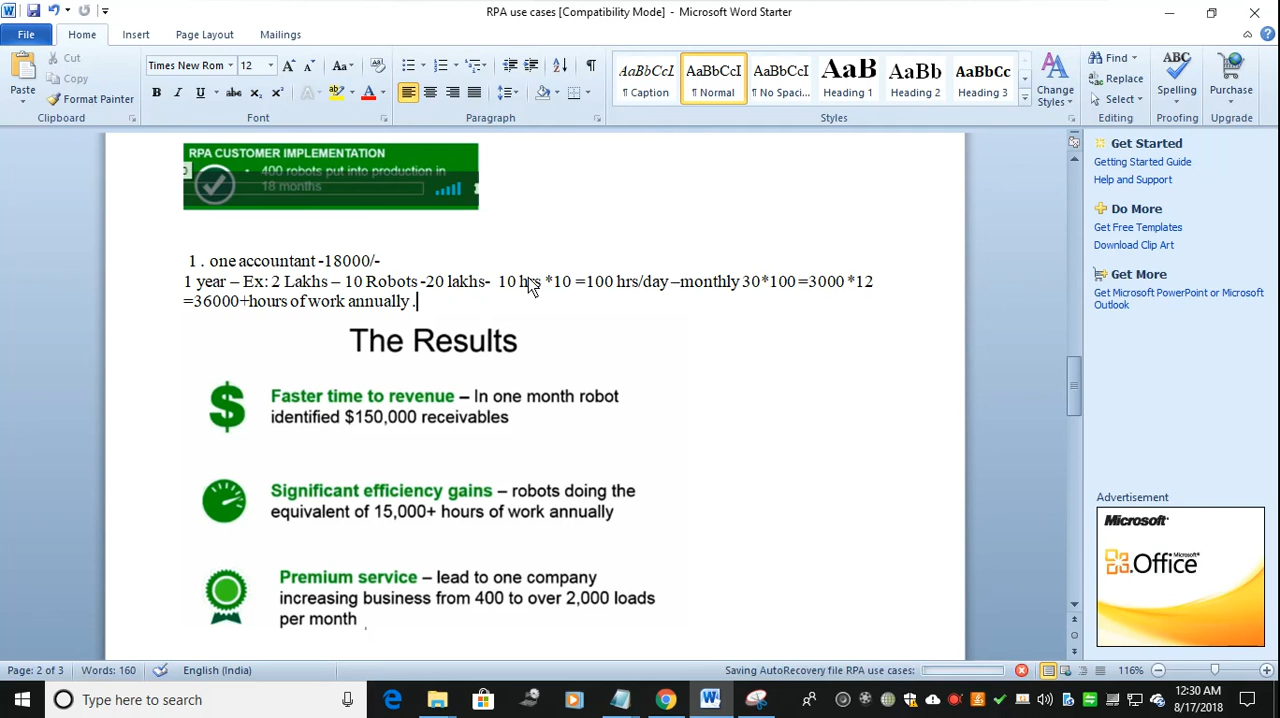 RPA use cases [Compatibility Mode] - Microsoft Word Starter
File Home Insert Page Layout Mailings
Paste
Cut
Copy
Format Painter
Clipboard
Times New Rom 12
Font
Paragraph
AaBbCcI AaBbCcI AaBbCcI AaB AaBb AaBbCc
¶ Caption ¶ Normal ¶ No Spaci... Heading 1 Heading 2 Heading 3
Change Styles
Styles
Find
Replace
Select
Editing
Spelling
Proofing
Purchase
Upgrade
RPA CUSTOMER IMPLEMENTATION
• 400 robots put into production in
18 months
1 . one accountant -18000/-
1 year – Ex: 2 Lakhs – 10 Robots -20 lakhs- 10 hrs *10 =100 hrs/day –monthly 30*100 =3000 *12
=36000+hours of work annually .
The Results
$
Faster time to revenue – In one month robot
identified $150,000 receivables
Significant efficiency gains – robots doing the
equivalent of 15,000+ hours of work annually
Premium service – lead to one company
increasing business from 400 to over 2,000 loads
per month
Get Started
Getting Started Guide
Help and Support
Do More
Get Free Templates
Download Clip Art
Get More
Get Microsoft PowerPoint and
Outlook
Advertisement
Microsoft
Microsoft
Office
Page: 2 of 3 Words: 160 English (India) Saving AutoRecovery file RPA use cases: 116%
Type here to search
12:30 AM
8/17/2018